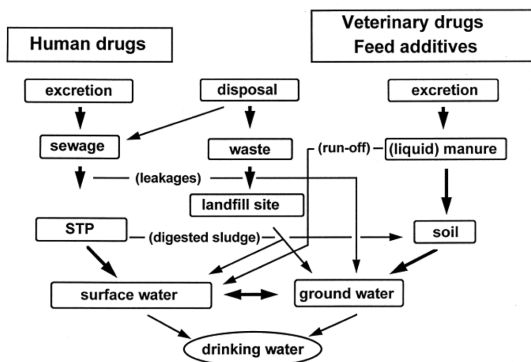 Human drugs
Veterinary drugs
Feed additives
excretion
disposal
excretion
sewage
waste
(run-off)
(liquid) manure
(leakages)
landfill site
STP
(digested sludge)
soil
surface water
ground water
drinking water